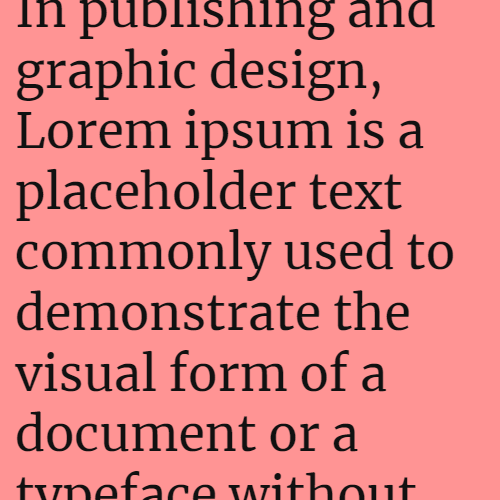 In publishing and
graphic design,
Lorem ipsum is a
placeholder text
commonly used to
demonstrate the
visual form of a
document or a
typeface without